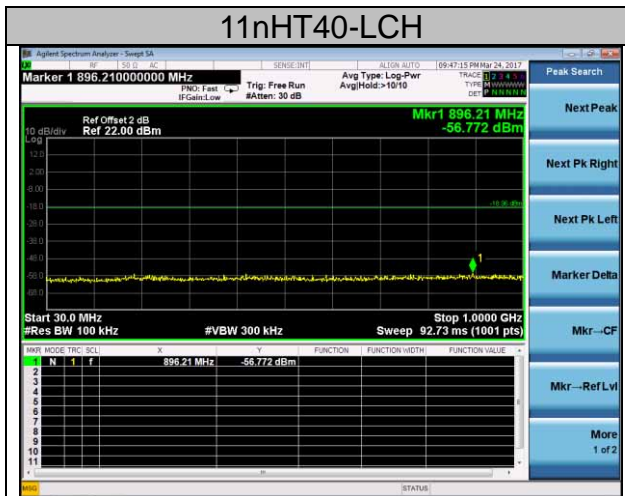 11nHT40-LCH
Agilent Spectrum Analyzer - Swept SA
RF 50 Ω AC SENSE:INT ALIGN AUTO 09:47:15 PM Mar 24, 2017
Marker 1 896.210000000 MHz
PNO: Fast
IFGain:Low
Trig: Free Run
#Atten: 30 dB
Avg Type: Log-Pwr
Avg|Hold:>10/10
TRACE 1 2 3 4 5 6
TYPE M WWWWW
DET P N N N N N
Peak Search
Next Peak
Next Pk Right
Next Pk Left
Marker Delta
Mkr→CF
Mkr→Ref Lvl
More
1 of 2
Ref Offset 2 dB
10 dB/div Ref 22.00 dBm
Log
Mkr1 896.21 MHz
-56.772 dBm
12.0
2.00
-8.00
-18.0
-28.0
-38.0
-48.0
-58.0
-68.0
1
Start 30.0 MHz Stop 1.0000 GHz
#Res BW 100 kHz #VBW 300 kHz Sweep 92.73 ms (1001 pts)
MKR MODE TRC SCL X Y FUNCTION FUNCTION WIDTH FUNCTION VALUE
1 N 1 f 896.21 MHz -56.772 dBm
2
3
4
5
6
7
8
9
10
11
MSG STATUS